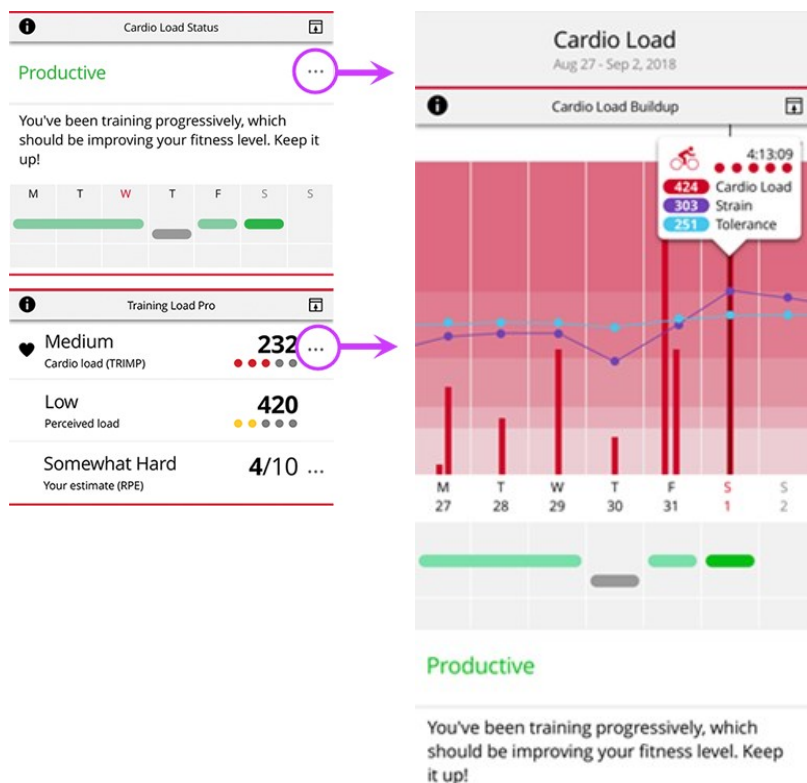 Cardio Load Status
Productive
You've been training progressively, which
should be improving your fitness level. Keep it
up!
M T W T F S S
Training Load Pro
Medium 232
Cardio load (TRIMP)
Low 420
Perceived load
Somewhat Hard 4/10
Your estimate (RPE)
Cardio Load
Aug 27 - Sep 2, 2018
Cardio Load Buildup
4:13:09
424 Cardio Load
303 Strain
251 Tolerance
M T W T F S S
27 28 29 30 31 1 2
Productive
You've been training progressively, which
should be improving your fitness level. Keep
it up!